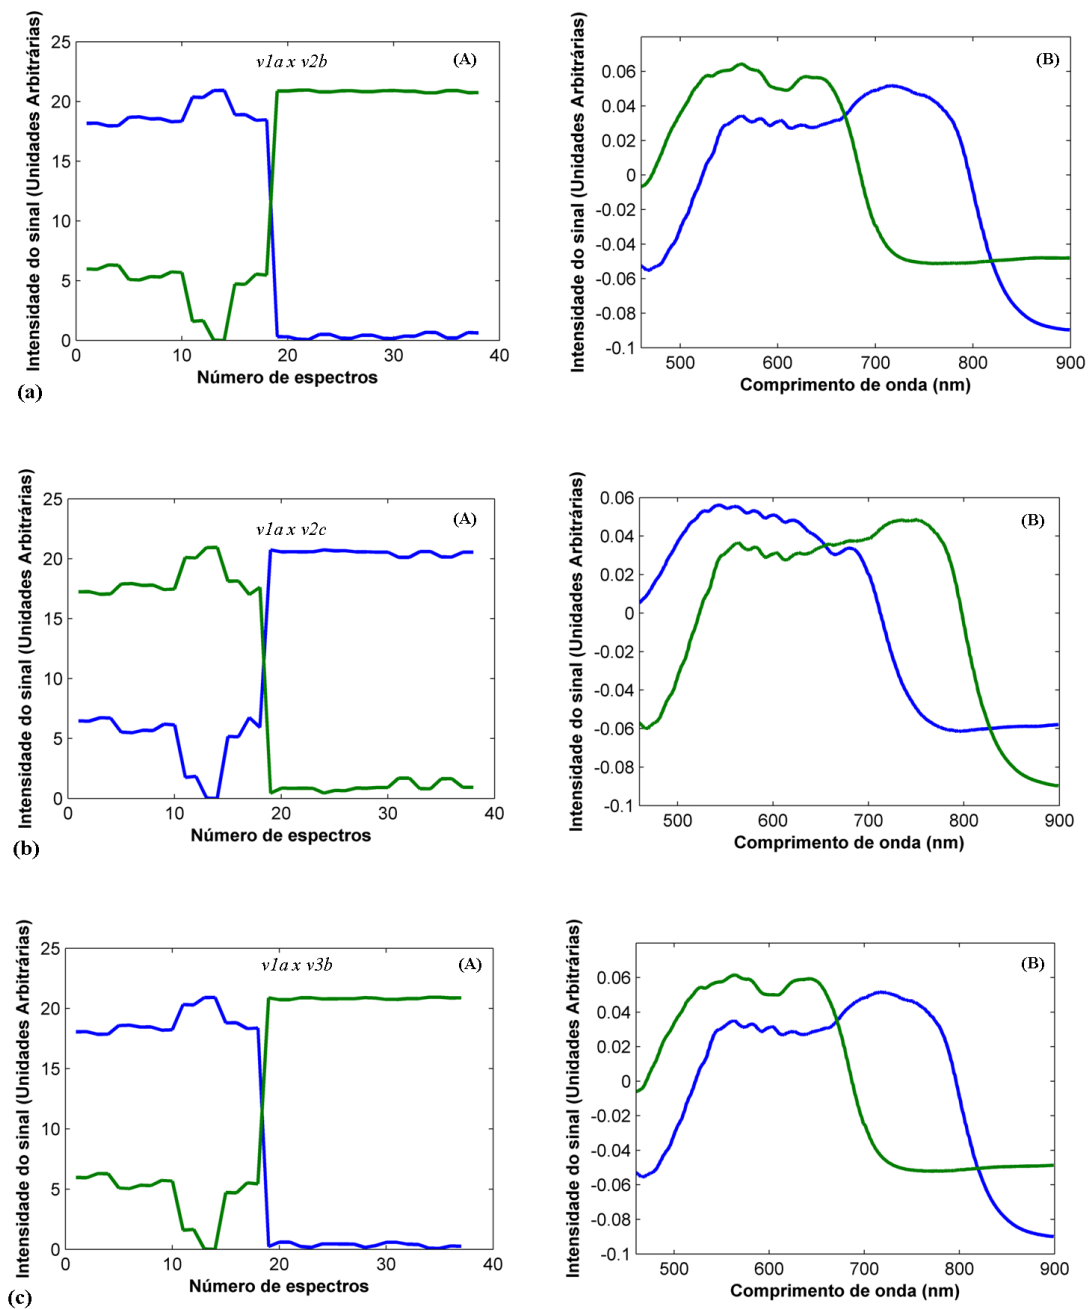 Intensidade do sinal (Unidades Arbitrárias)
25
20
15
10
5
0
v1a x v2b
(A)
0 10 20 30 40
Número de espectros
(a)
Intensidade do sinal (Unidades Arbitrárias)
0.06
0.04
0.02
0
-0.02
-0.04
-0.06
-0.08
-0.1
(B)
500 600 700 800 900
Comprimento de onda (nm)
Intensidade do sinal (Unidades Arbitrárias)
25
20
15
10
5
0
v1a x v2c
(A)
0 10 20 30 40
Número de espectros
(b)
Intensidade do sinal (Unidades Arbitrárias)
0.06
0.04
0.02
0
-0.02
-0.04
-0.06
-0.08
-0.1
(B)
500 600 700 800 900
Comprimento de onda (nm)
Intensidade do sinal (Unidades Arbitrárias)
25
20
15
10
5
0
v1a x v3b
(A)
0 10 20 30 40
Número de espectros
(c)
Intensidade do sinal (Unidades Arbitrárias)
0.06
0.04
0.02
0
-0.02
-0.04
-0.06
-0.08
-0.1
(B)
500 600 700 800 900
Comprimento de onda (nm)